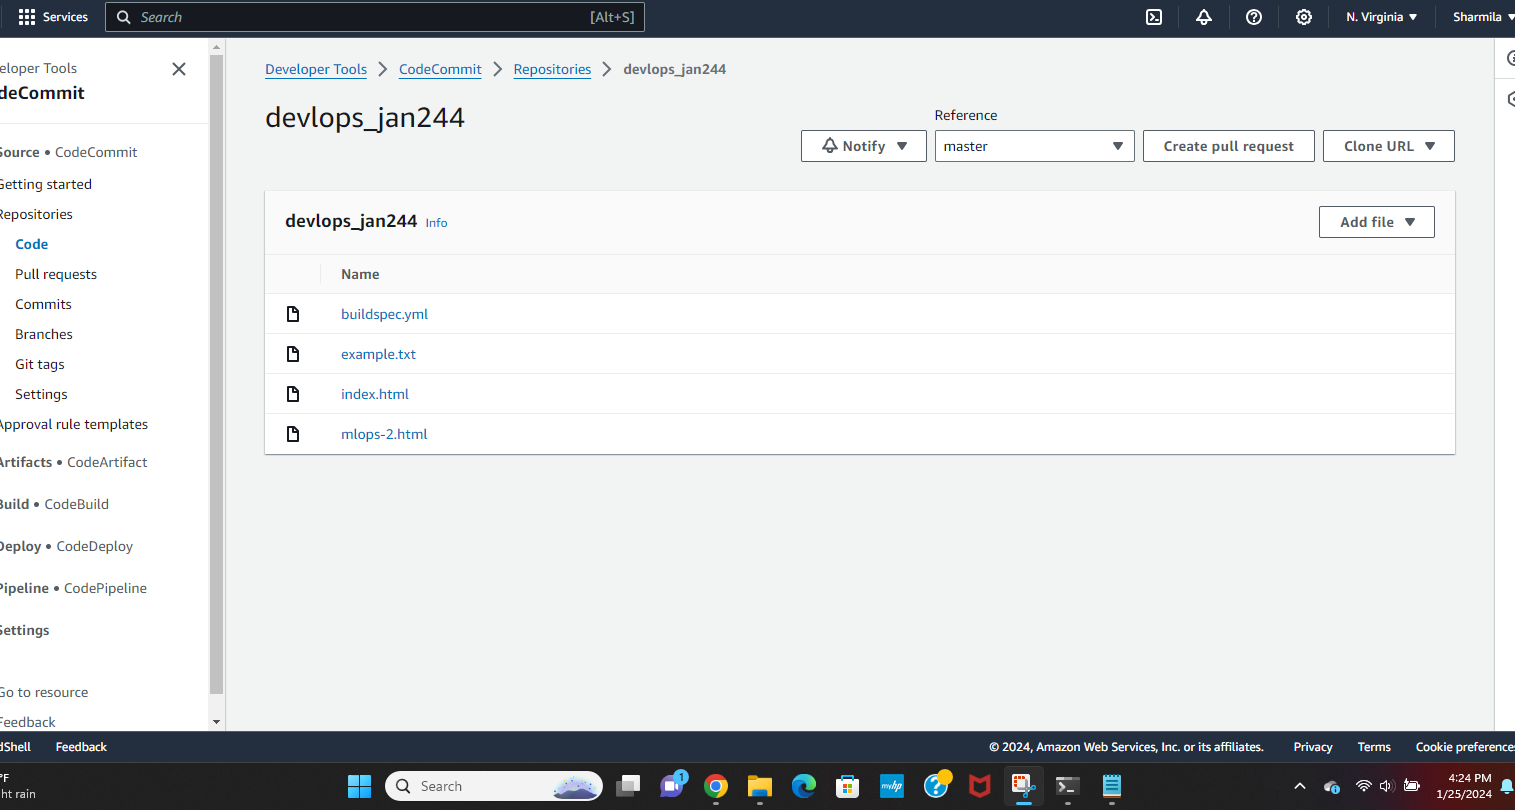 Services
Search [Alt+S]
N. Virginia
Sharmila
eloper Tools
deCommit
Source • CodeCommit
Getting started
Repositories
Code
Pull requests
Commits
Branches
Git tags
Settings
Approval rule templates
Artifacts • CodeArtifact
Build • CodeBuild
Deploy • CodeDeploy
Pipeline • CodePipeline
Settings
Go to resource
Feedback
Developer Tools > CodeCommit > Repositories > devlops_jan244
devlops_jan244
Reference
Notify
master
Create pull request
Clone URL
devlops_jan244 Info
Add file
Name
buildspec.yml
example.txt
index.html
mlops-2.html
dShell
Feedback
© 2024, Amazon Web Services, Inc. or its affiliates.
Privacy
Terms
Cookie preferences
°F
ht rain
Search
1
myhp
4:24 PM
1/25/2024